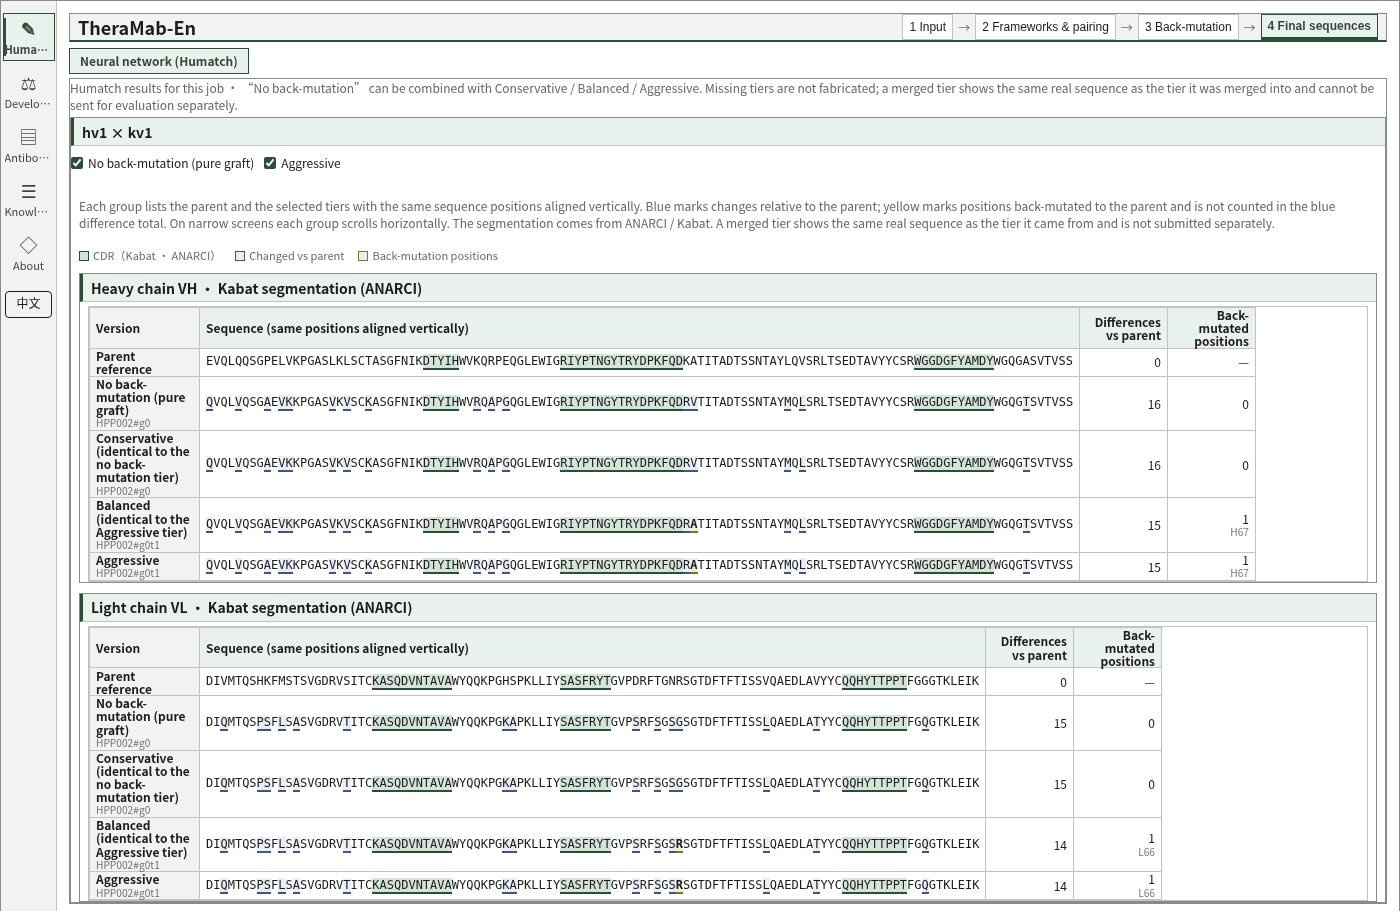 TheraMab-En
1 Input → 2 Frameworks & pairing → 3 Back-mutation → 4 Final sequences
✎
Huma…
⚖
Develo…
Antibo…
☰
Knowl…
◇
About
中文
Neural network (Humatch)
Humatch results for this job · “No back-mutation” can be combined with Conservative / Balanced / Aggressive. Missing tiers are not fabricated; a merged tier shows the same real sequence as the tier it was merged into and cannot be
sent for evaluation separately.
hv1 × kv1
No back-mutation (pure graft) Aggressive
Each group lists the parent and the selected tiers with the same sequence positions aligned vertically. Blue marks changes relative to the parent; yellow marks positions back-mutated to the parent and is not counted in the blue
difference total. On narrow screens each group scrolls horizontally. The segmentation comes from ANARCI / Kabat. A merged tier shows the same real sequence as the tier it came from and is not submitted separately.
CDR（Kabat · ANARCI） Changed vs parent Back-mutation positions
Heavy chain VH · Kabat segmentation (ANARCI)
Version
Sequence (same positions aligned vertically)
Differences
vs parent
Back-
mutated
positions
Parent
reference
EVQLQQSGPELVKPGASLKLSCTASGFNIKDTYIHWVKQRPEQGLEWIGRIYPTNGYTRYDPKFQDKATITADTSSNTAYLQVSRLTSEDTAVYYCSRWGGDGFYAMDYWGQGASVTVSS
0
—
No back-
mutation (pure
graft)
HPP002#g0
QVQLVQSGAEVKKPGASVKVSCKASGFNIKDTYIHWVRQAPGQGLEWIGRIYPTNGYTRYDPKFQDRVTITADTSSNTAYMQLSRLTSEDTAVYYCSRWGGDGFYAMDYWGQGTSVTVSS
16
0
Conservative
(identical to the
no back-
mutation tier)
HPP002#g0
QVQLVQSGAEVKKPGASVKVSCKASGFNIKDTYIHWVRQAPGQGLEWIGRIYPTNGYTRYDPKFQDRVTITADTSSNTAYMQLSRLTSEDTAVYYCSRWGGDGFYAMDYWGQGTSVTVSS
16
0
Balanced
(identical to the
Aggressive tier)
HPP002#g0t1
QVQLVQSGAEVKKPGASVKVSCKASGFNIKDTYIHWVRQAPGQGLEWIGRIYPTNGYTRYDPKFQDRATITADTSSNTAYMQLSRLTSEDTAVYYCSRWGGDGFYAMDYWGQGTSVTVSS
15
1
H67
Aggressive
HPP002#g0t1
QVQLVQSGAEVKKPGASVKVSCKASGFNIKDTYIHWVRQAPGQGLEWIGRIYPTNGYTRYDPKFQDRATITADTSSNTAYMQLSRLTSEDTAVYYCSRWGGDGFYAMDYWGQGTSVTVSS
15
1
H67
Light chain VL · Kabat segmentation (ANARCI)
Version
Sequence (same positions aligned vertically)
Differences
vs parent
Back-
mutated
positions
Parent
reference
DIVMTQSHKFMSTSVGDRVSITCKASQDVNTAVAWYQQKPGHSPKLLIYSASFRYTGVPDRFTGNRSGTDFTFTISSVQAEDLAVYYCQQHYTTPPTFGGGTKLEIK
0
—
No back-
mutation (pure
graft)
HPP002#g0
DIQMTQSPSFLSASVGDRVTITCKASQDVNTAVAWYQQKPGKAPKLLIYSASFRYTGVPSRFSGSGSGTDFTFTISSLQAEDLATYYCQQHYTTPPTFGQGTKLEIK
15
0
Conservative
(identical to the
no back-
mutation tier)
HPP002#g0
DIQMTQSPSFLSASVGDRVTITCKASQDVNTAVAWYQQKPGKAPKLLIYSASFRYTGVPSRFSGSGSGTDFTFTISSLQAEDLATYYCQQHYTTPPTFGQGTKLEIK
15
0
Balanced
(identical to the
Aggressive tier)
HPP002#g0t1
DIQMTQSPSFLSASVGDRVTITCKASQDVNTAVAWYQQKPGKAPKLLIYSASFRYTGVPSRFSGSRSGTDFTFTISSLQAEDLATYYCQQHYTTPPTFGQGTKLEIK
14
1
L66
Aggressive
HPP002#g0t1
DIQMTQSPSFLSASVGDRVTITCKASQDVNTAVAWYQQKPGKAPKLLIYSASFRYTGVPSRFSGSRSGTDFTFTISSLQAEDLATYYCQQHYTTPPTFGQGTKLEIK
14
1
L66